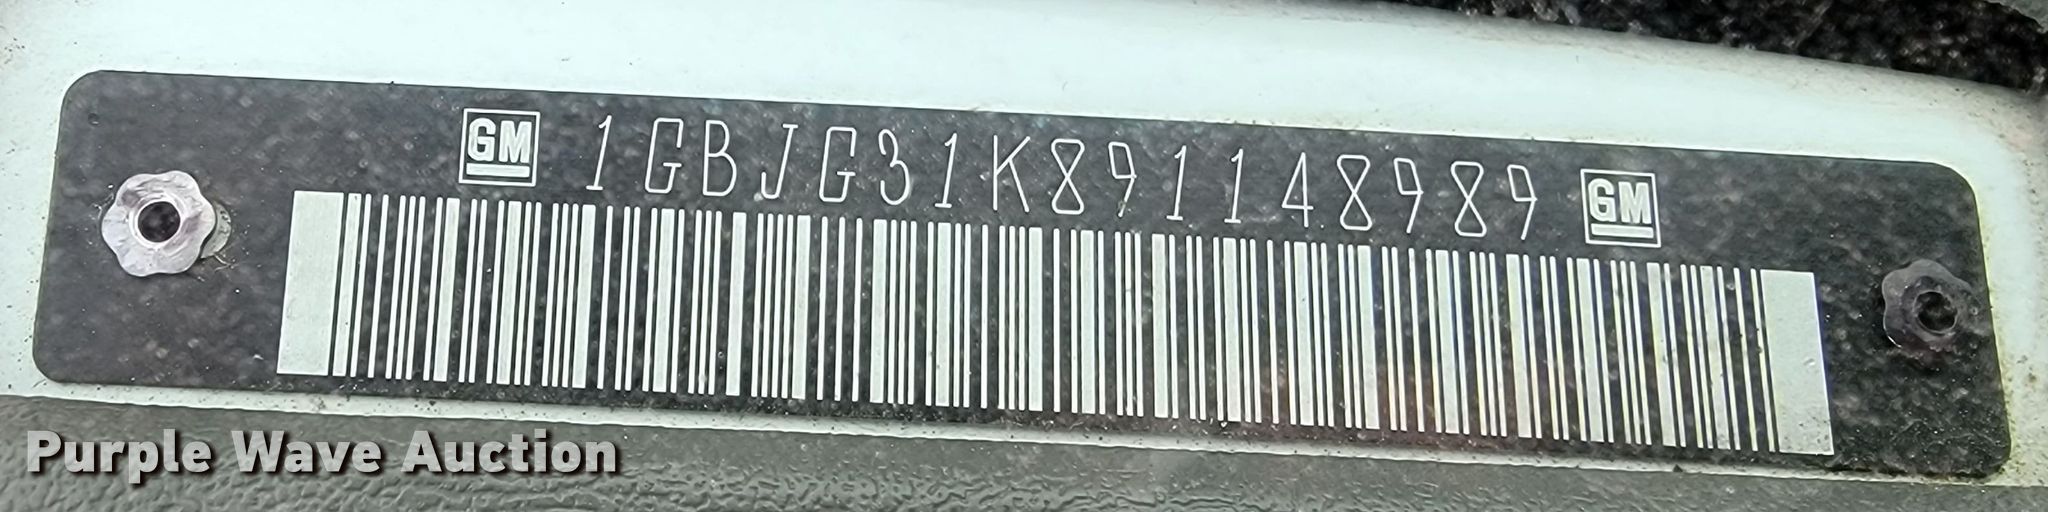 GM 1GBJG31K891148989 GM
Purple Wave Auction